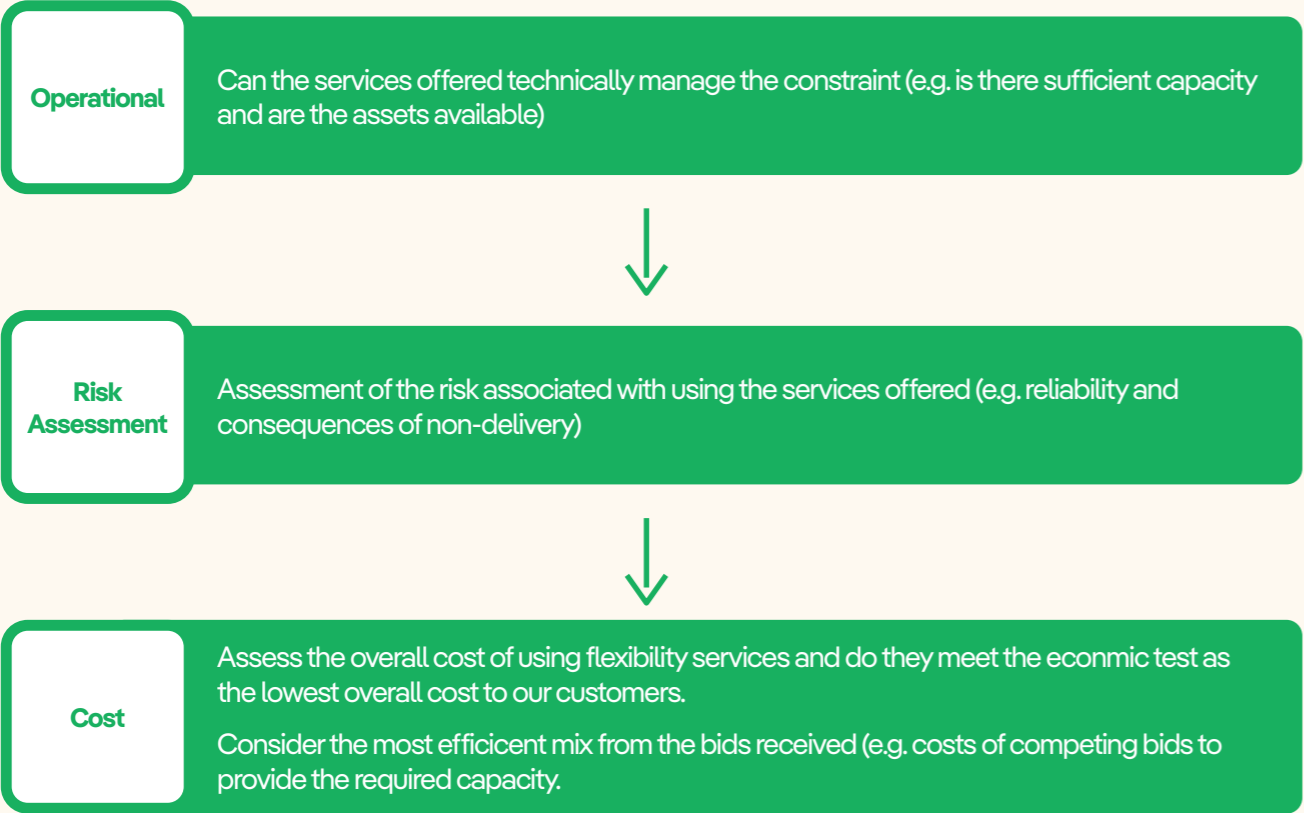 Operational
Can the services offered technically manage the constraint (e.g. is there sufficient capacity
and are the assets available)
Risk
Assessment
Assessment of the risk associated with using the services offered (e.g. reliability and
consequences of non-delivery)
Cost
Assess the overall cost of using flexibility services and do they meet the econmic test as
the lowest overall cost to our customers.
Consider the most efficicent mix from the bids received (e.g. costs of competing bids to
provide the required capacity.